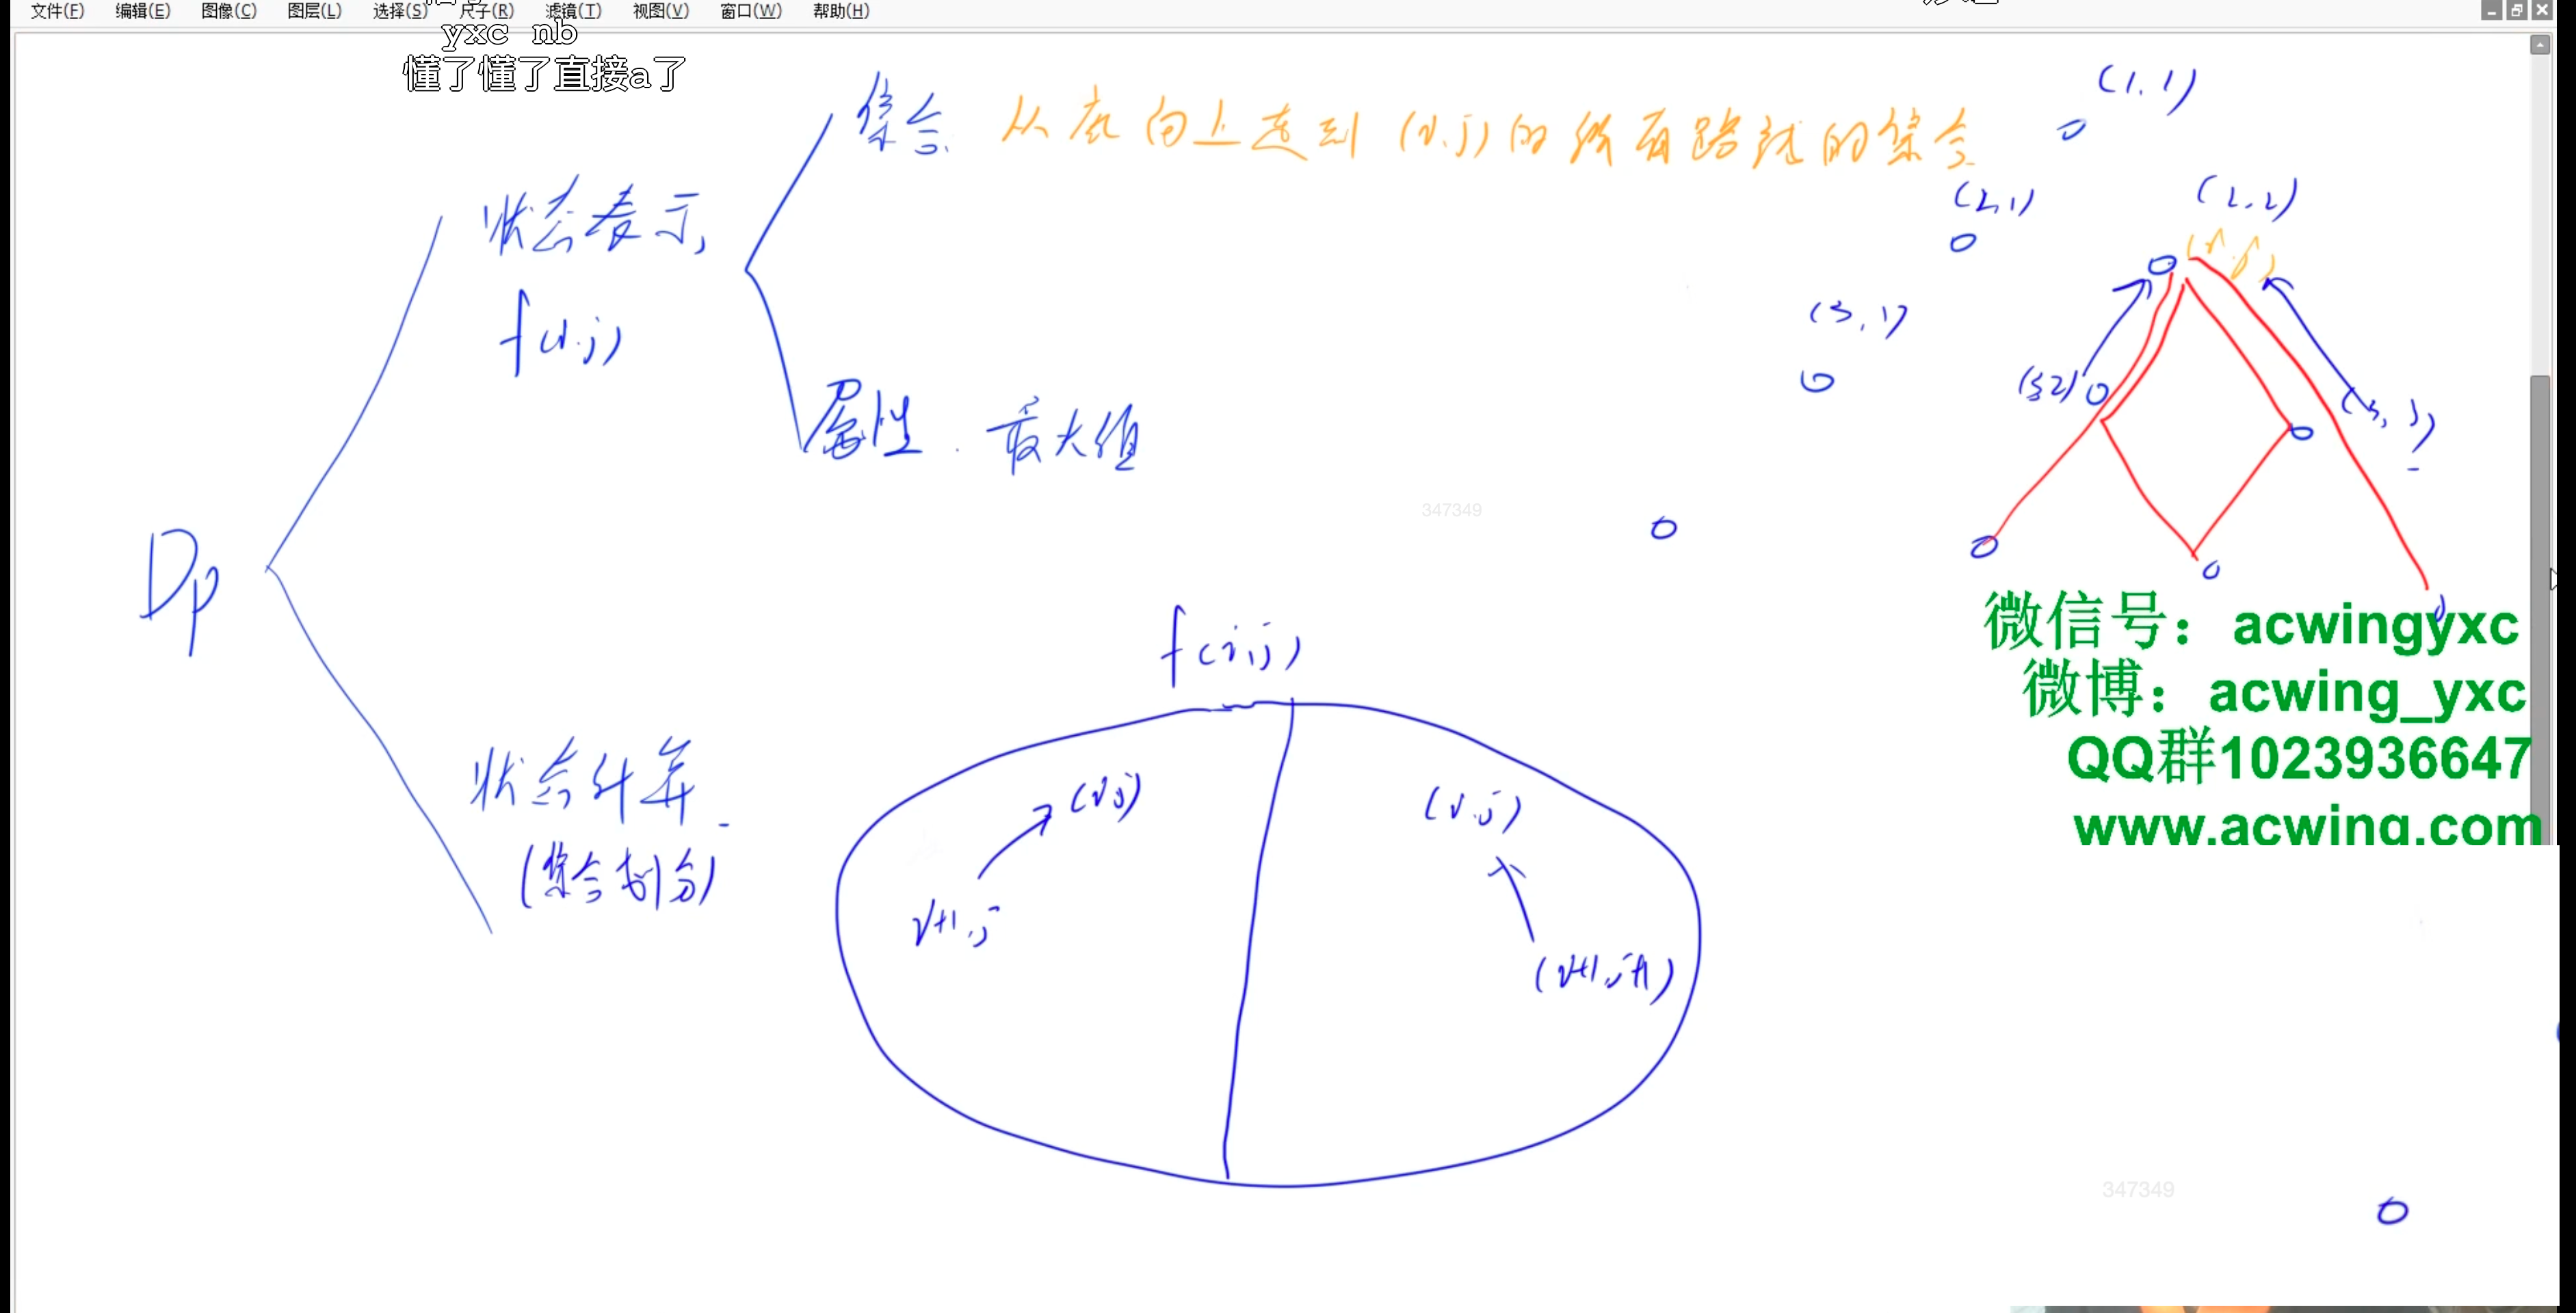 文件(F) 编辑(E) 图像(C) 图层(L) 选择(S) 尺子(R) 滤镜(T) 视图(V) 窗口(W) 帮助(H)
yxc nb
懂了懂了直接a了
集合 从底向上走到(i,j)的所有路线的集合
(1,1)
(2,1) (2,2)
(i,j)
状态表示
f(i,j)
(3,1)
(3,2) (3,3)
属性. 最大值
347349
Dp
f(i,j)
状态计算
(集合划分)
(i,j) (i,j)
i+1,j (i+1,j+1)
微信号：acwingyxc
微博：acwing_yxc
QQ群1023936647
www.acwing.com
347349